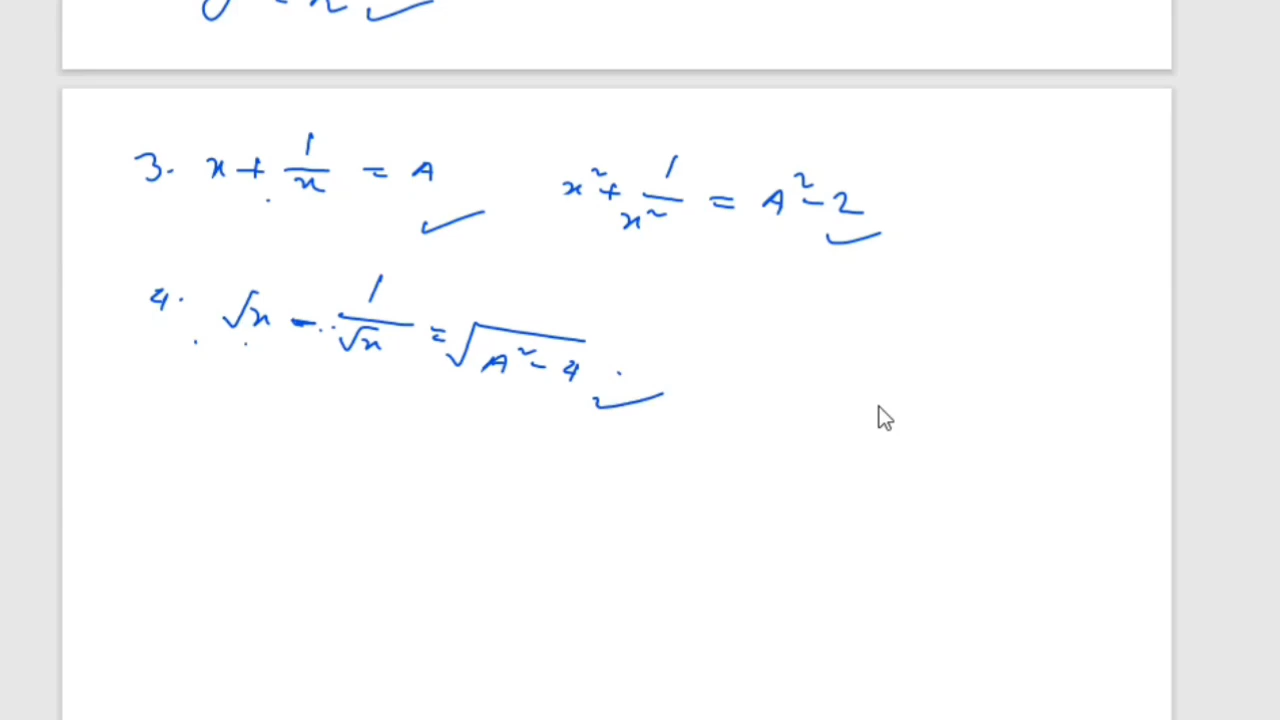 3. x + 1/x = A    x² + 1/x² = A² - 2
4. √x - 1/√x = √(A² - 4)